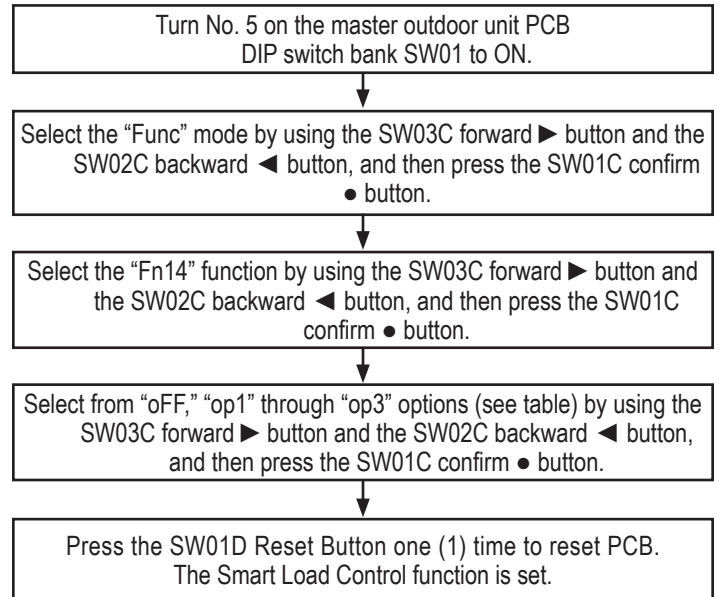 Turn No. 5 on the master outdoor unit PCB
DIP switch bank SW01 to ON.
Select the “Func” mode by using the SW03C forward ► button and the
SW02C backward ◄ button, and then press the SW01C confirm
● button.
Select the “Fn14” function by using the SW03C forward ► button and
the SW02C backward ◄ button, and then press the SW01C
confirm ● button.
Select from “oFF,” “op1” through “op3” options (see table) by using the
SW03C forward ► button and the SW02C backward ◄ button,
and then press the SW01C confirm ● button.
Press the SW01D Reset Button one (1) time to reset PCB.
The Smart Load Control function is set.